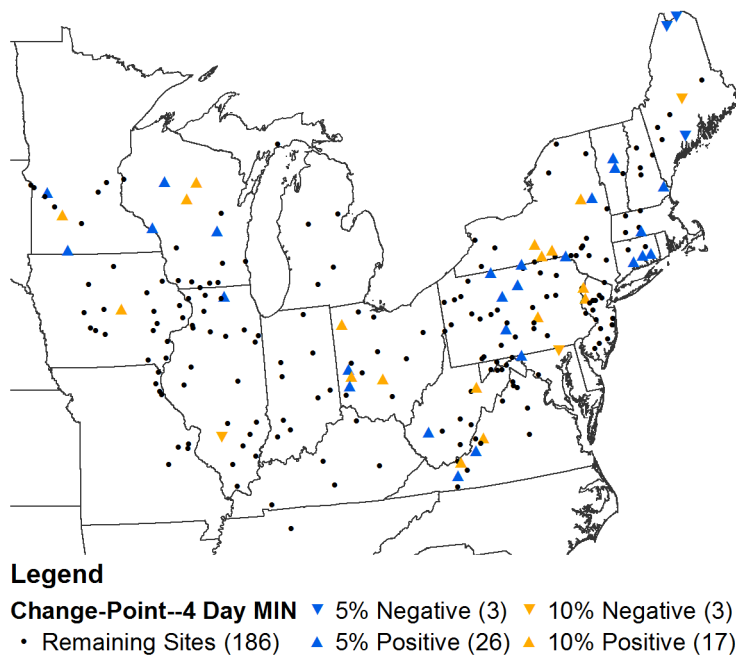 Legend
Change-Point--4 Day MIN ▼ 5% Negative (3) ▼ 10% Negative (3)
• Remaining Sites (186) ▲ 5% Positive (26) ▲ 10% Positive (17)